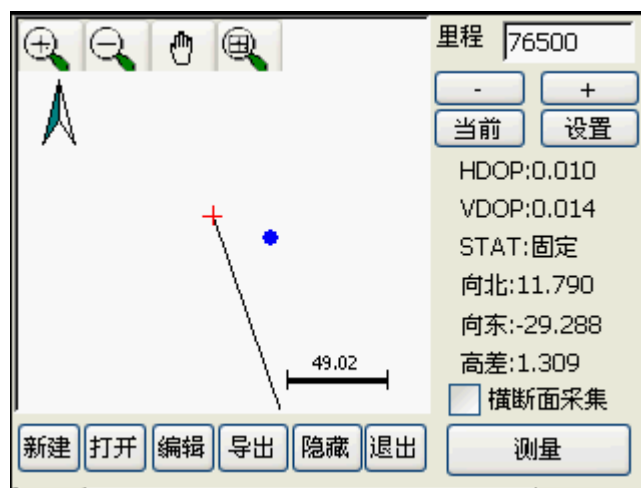 里程 76500
- +
当前 设置
HDOP:0.010
VDOP:0.014
STAT:固定
向北:11.790
向东:-29.288
高差:1.309
横断面采集
49.02
新建 打开 编辑 导出 隐藏 退出 测量